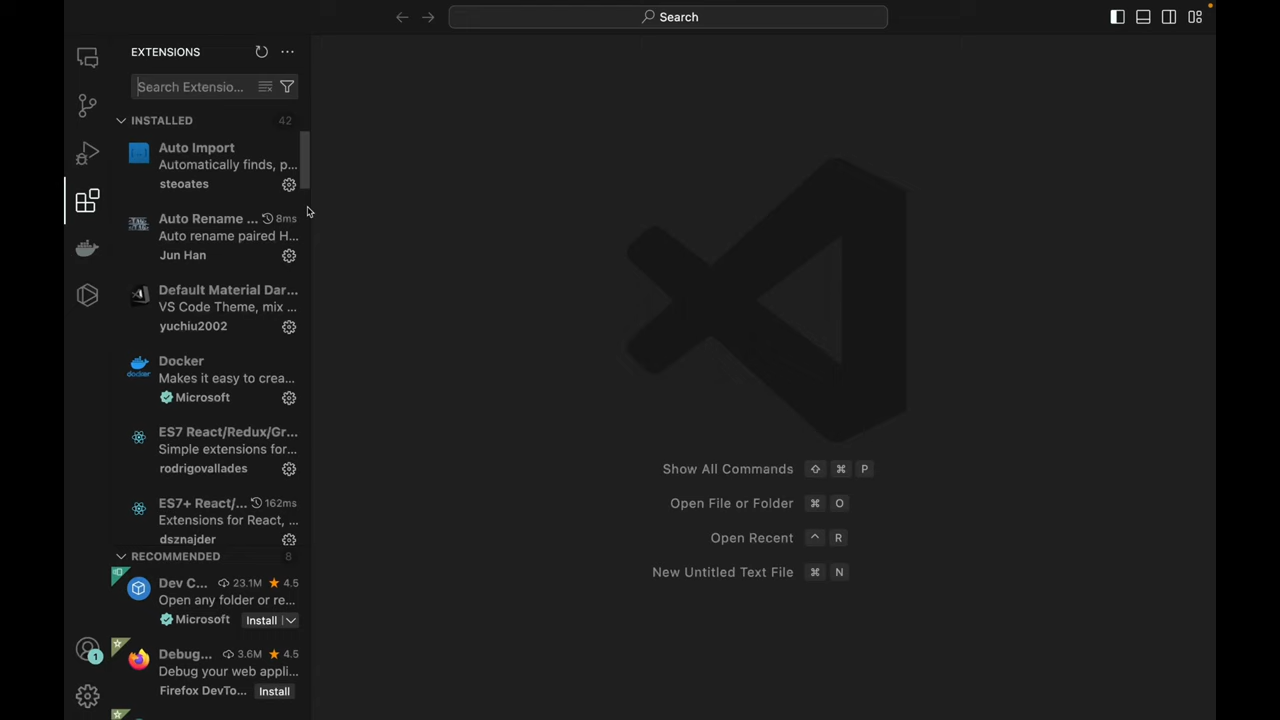 Search
EXTENSIONS
Search Extensio...
INSTALLED 42
Auto Import
Automatically finds, p...
steoates
Auto Rename ... 8ms
Auto rename paired H...
Jun Han
Default Material Dar...
VS Code Theme, mix ...
yuchiu2002
Docker
Makes it easy to crea...
docker
Microsoft
ES7 React/Redux/Gr...
Simple extensions for...
rodrigovallades
ES7+ React/... 162ms
Extensions for React, ...
dsznajder
RECOMMENDED 8
Dev C... 23.1M ★ 4.5
Open any folder or re...
Microsoft Install
Debug... 3.6M ★ 4.5
Debug your web appli...
Firefox DevTo... Install
1
Show All Commands ⇧ ⌘ P
Open File or Folder ⌘ O
Open Recent ^ R
New Untitled Text File ⌘ N